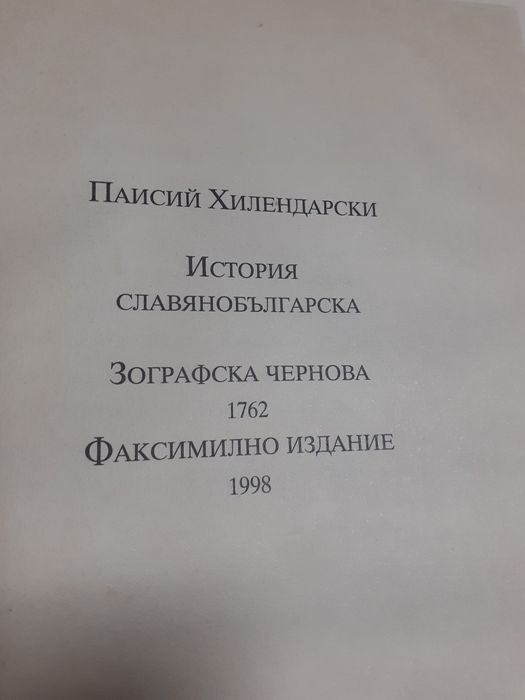 Паисий Хилендарски
История
славянобългарска
Зографска чернова
1762
Факсимилно издание
1998